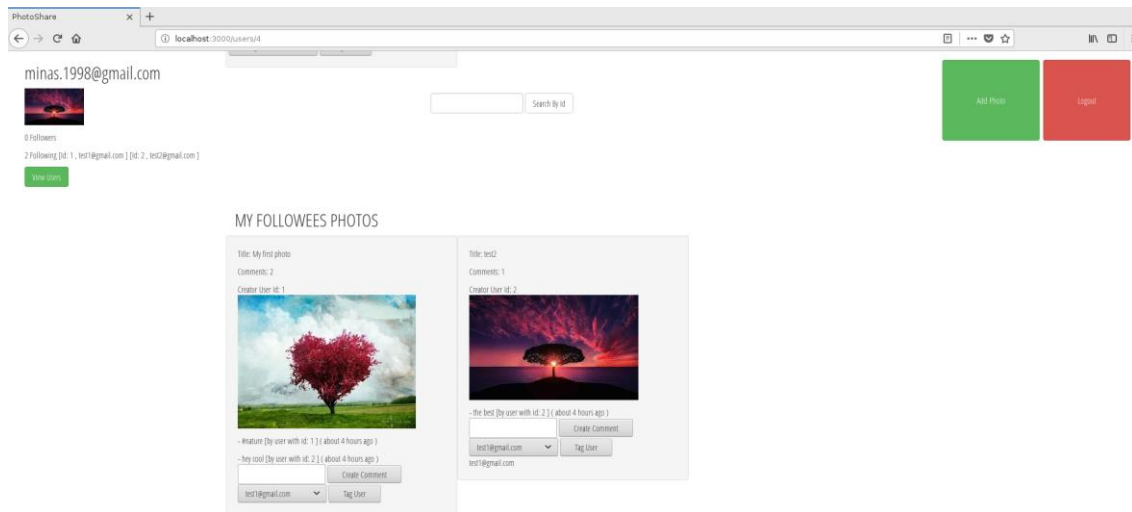 PhotoShare
localhost:3000/users/4
minas.1998@gmail.com
0 Followers
2 Following [id: 1 , test1@gmail.com ] [id: 2 , test2@gmail.com ]
View Users
Search By Id
Add Photo
Logout
MY FOLLOWEES PHOTOS
Title: My first photo
Comments: 2
Creator User Id: 1
- #nature [by user with id: 1 ] ( about 4 hours ago )
- hey cool [by user with id: 2 ] ( about 4 hours ago )
Create Comment
test1@gmail.com
Tag User
Title: test2
Comments: 1
Creator User Id: 2
- the best [by user with id: 2 ] ( about 4 hours ago )
Create Comment
test1@gmail.com
Tag User
test1@gmail.com